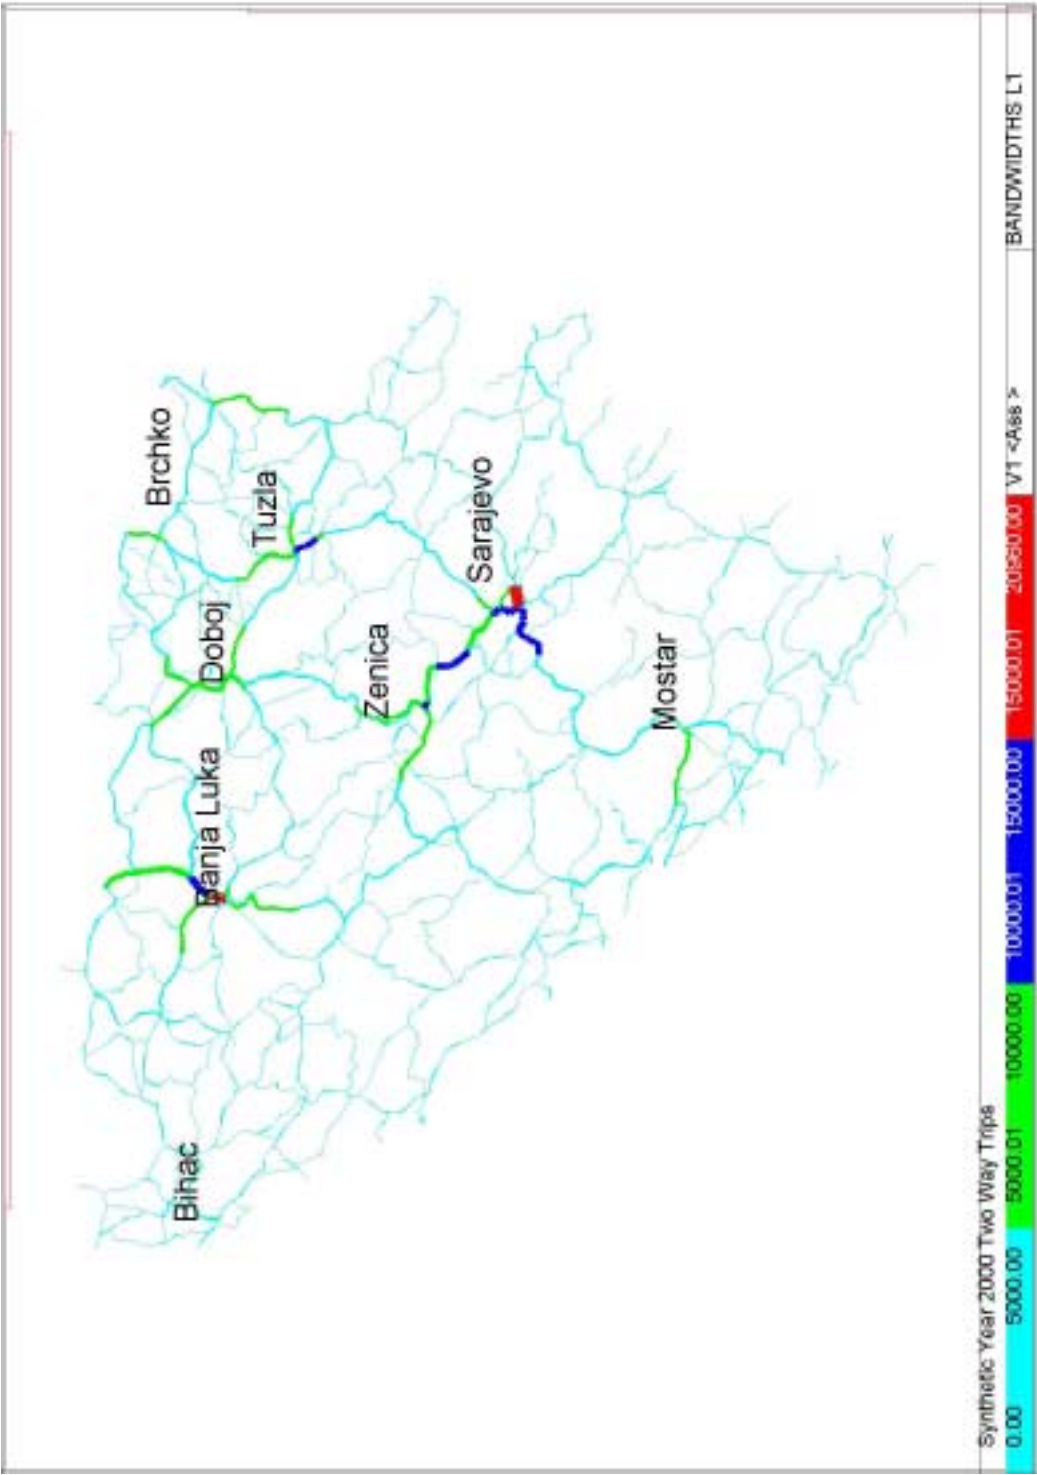 Brchko
Tuzla
Doboj
Banja Luka
Bihac
Zenica
Sarajevo
Mostar
Synthetic Year 2000 Two Way Trips
0.00 5000.00 5000.01 10000.00 10000.01 15000.00 15000.01 20960.00 V1 <Ass > BANDWIDTHS L1